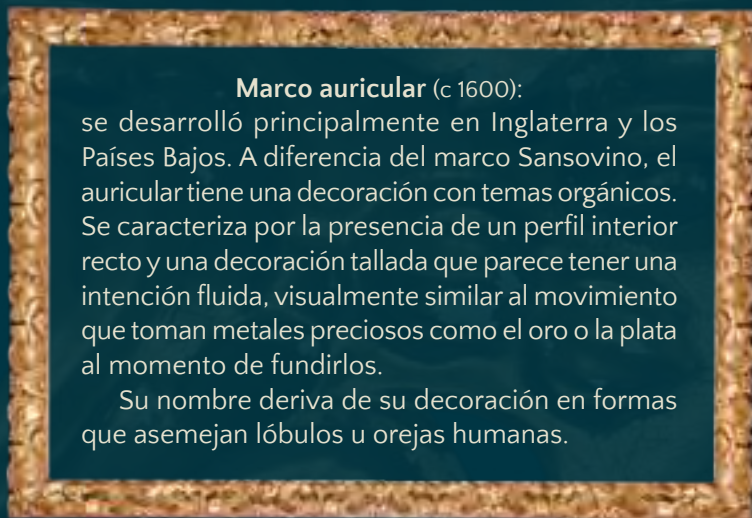 Marco auricular (c 1600):
se desarrolló principalmente en Inglaterra y los
Países Bajos. A diferencia del marco Sansovino, el
auricular tiene una decoración con temas orgánicos.
Se caracteriza por la presencia de un perfil interior
recto y una decoración tallada que parece tener una
intención fluida, visualmente similar al movimiento
que toman metales preciosos como el oro o la plata
al momento de fundirlos.
Su nombre deriva de su decoración en formas
que asemejan lóbulos u orejas humanas.